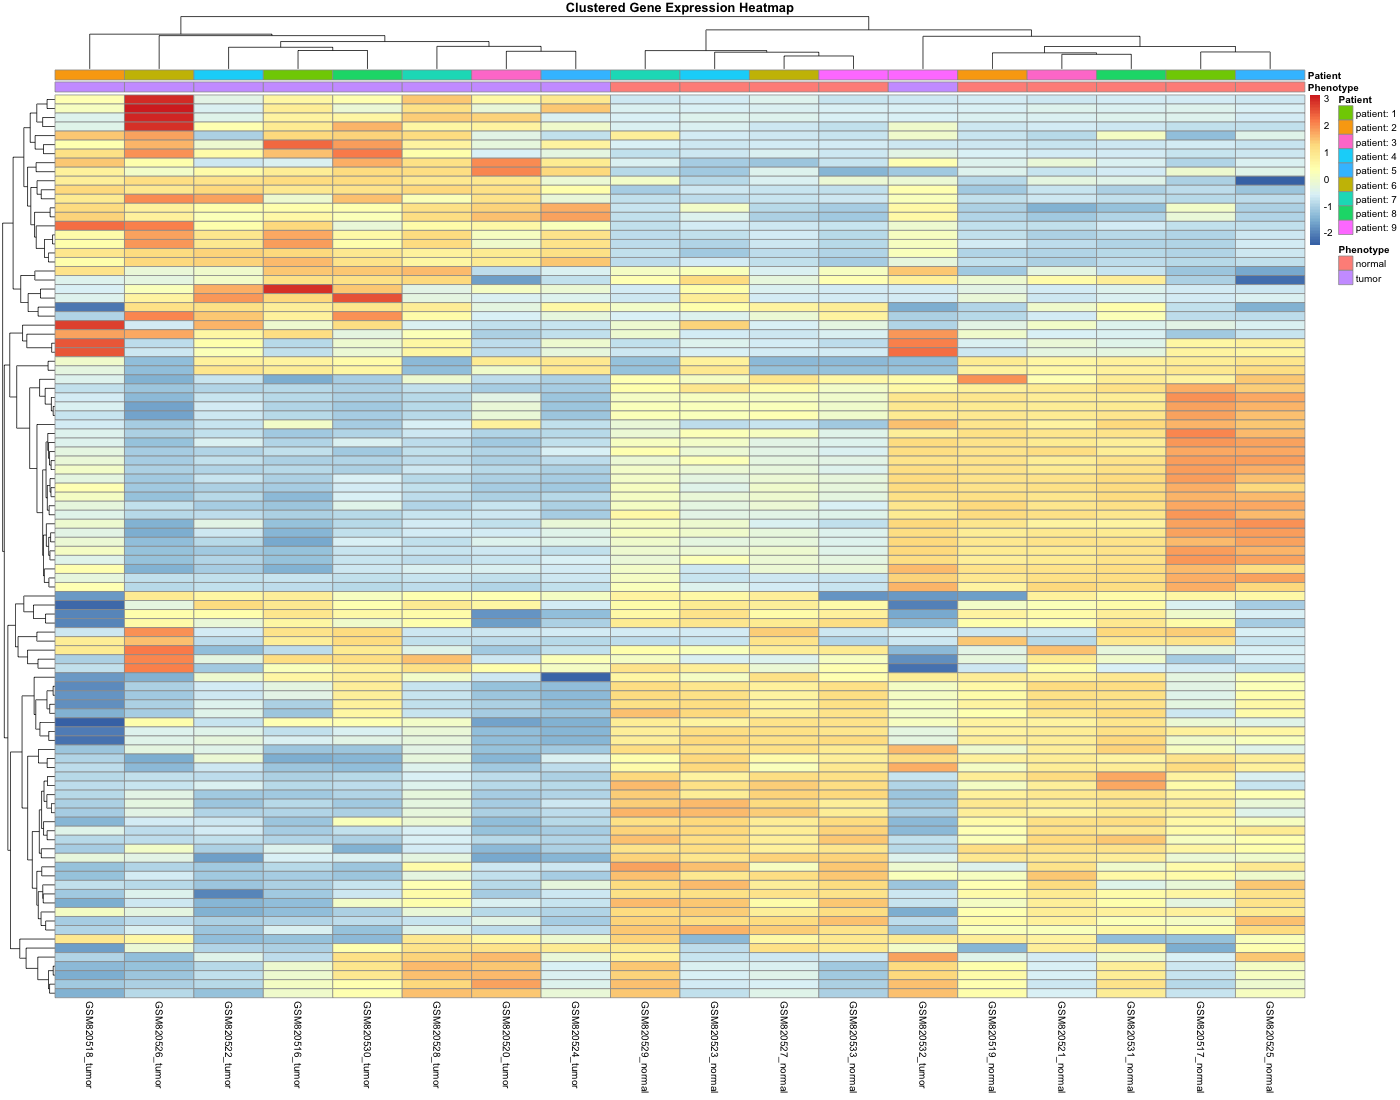 Clustered Gene Expression Heatmap
Patient
Phenotype
3
2
1
0
-1
-2
Patient
patient: 1
patient: 2
patient: 3
patient: 4
patient: 5
patient: 6
patient: 7
patient: 8
patient: 9
Phenotype
normal
tumor
GSM820518_tumor
GSM820526_tumor
GSM820522_tumor
GSM820516_tumor
GSM820530_tumor
GSM820528_tumor
GSM820520_tumor
GSM820524_tumor
GSM820529_normal
GSM820523_normal
GSM820527_normal
GSM820533_normal
GSM820532_tumor
GSM820519_normal
GSM820521_normal
GSM820531_normal
GSM820517_normal
GSM820525_normal